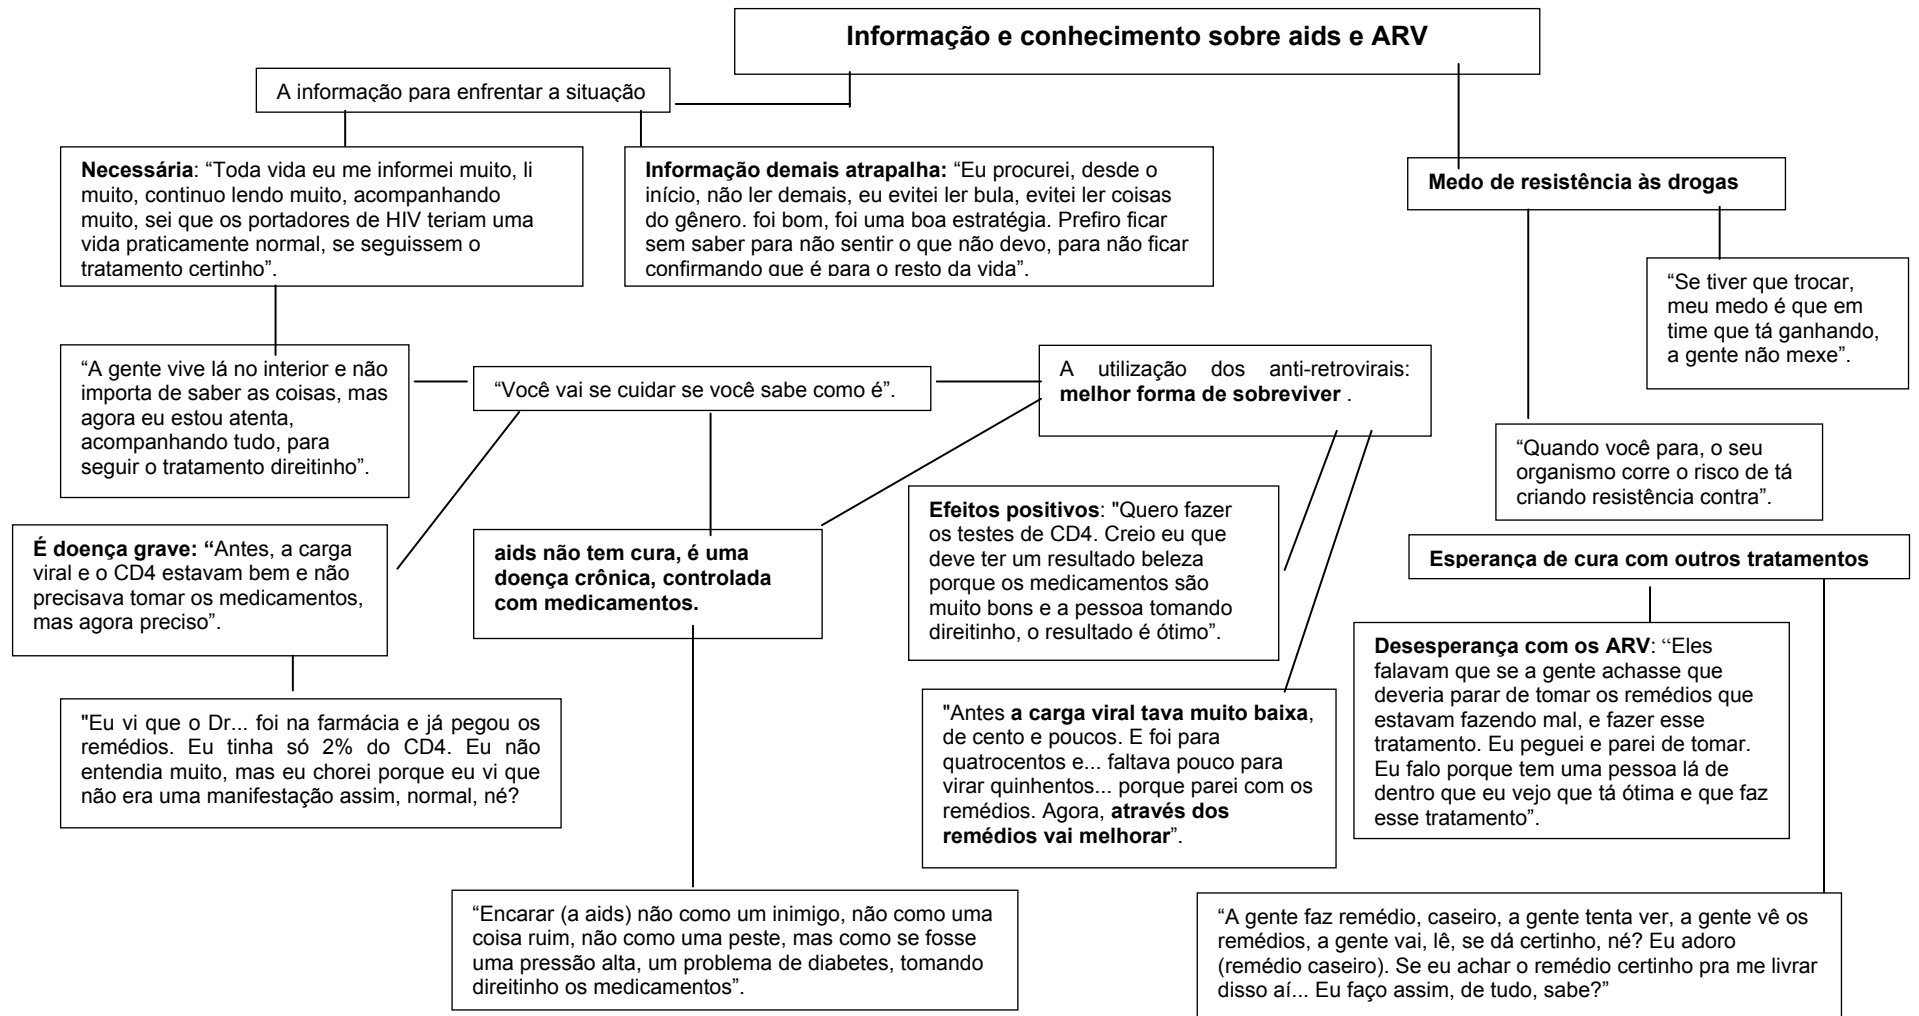 Informação e conhecimento sobre aids e ARV
A informação para enfrentar a situação
Necessária: “Toda vida eu me informei muito, li
muito, continuo lendo muito, acompanhando
muito, sei que os portadores de HIV teriam uma
vida praticamente normal, se seguissem o
tratamento certinho”.
Informação demais atrapalha: “Eu procurei, desde o
início, não ler demais, eu evitei ler bula, evitei ler coisas
do gênero. foi bom, foi uma boa estratégia. Prefiro ficar
sem saber para não sentir o que não devo, para não ficar
confirmando que é para o resto da vida”.
Medo de resistência às drogas
“Se tiver que trocar,
meu medo é que em
time que tá ganhando,
a gente não mexe”.
“A gente vive lá no interior e não
importa de saber as coisas, mas
agora eu estou atenta,
acompanhando tudo, para
seguir o tratamento direitinho”.
“Você vai se cuidar se você sabe como é”.
A utilização dos anti-retrovirais:
melhor forma de sobreviver .
“Quando você para, o seu
organismo corre o risco de tá
criando resistência contra”.
É doença grave: “Antes, a carga
viral e o CD4 estavam bem e não
precisava tomar os medicamentos,
mas agora preciso”.
aids não tem cura, é uma
doença crônica, controlada
com medicamentos.
Efeitos positivos: "Quero fazer
os testes de CD4. Creio eu que
deve ter um resultado beleza
porque os medicamentos são
muito bons e a pessoa tomando
direitinho, o resultado é ótimo”.
Esperança de cura com outros tratamentos
Desesperança com os ARV: “Eles
falavam que se a gente achasse que
deveria parar de tomar os remédios que
estavam fazendo mal, e fazer esse
tratamento. Eu peguei e parei de tomar.
Eu falo porque tem uma pessoa lá de
dentro que eu vejo que tá ótima e que faz
esse tratamento”.
"Eu vi que o Dr... foi na farmácia e já pegou os
remédios. Eu tinha só 2% do CD4. Eu não
entendia muito, mas eu chorei porque eu vi que
não era uma manifestação assim, normal, né?
"Antes a carga viral tava muito baixa,
de cento e poucos. E foi para
quatrocentos e... faltava pouco para
virar quinhentos... porque parei com os
remédios. Agora, através dos
remédios vai melhorar”.
“Encarar (a aids) não como um inimigo, não como uma
coisa ruim, não como uma peste, mas como se fosse
uma pressão alta, um problema de diabetes, tomando
direitinho os medicamentos”.
“A gente faz remédio, caseiro, a gente tenta ver, a gente vê os
remédios, a gente vai, lê, se dá certinho, né? Eu adoro
(remédio caseiro). Se eu achar o remédio certinho pra me livrar
disso aí... Eu faço assim, de tudo, sabe?”